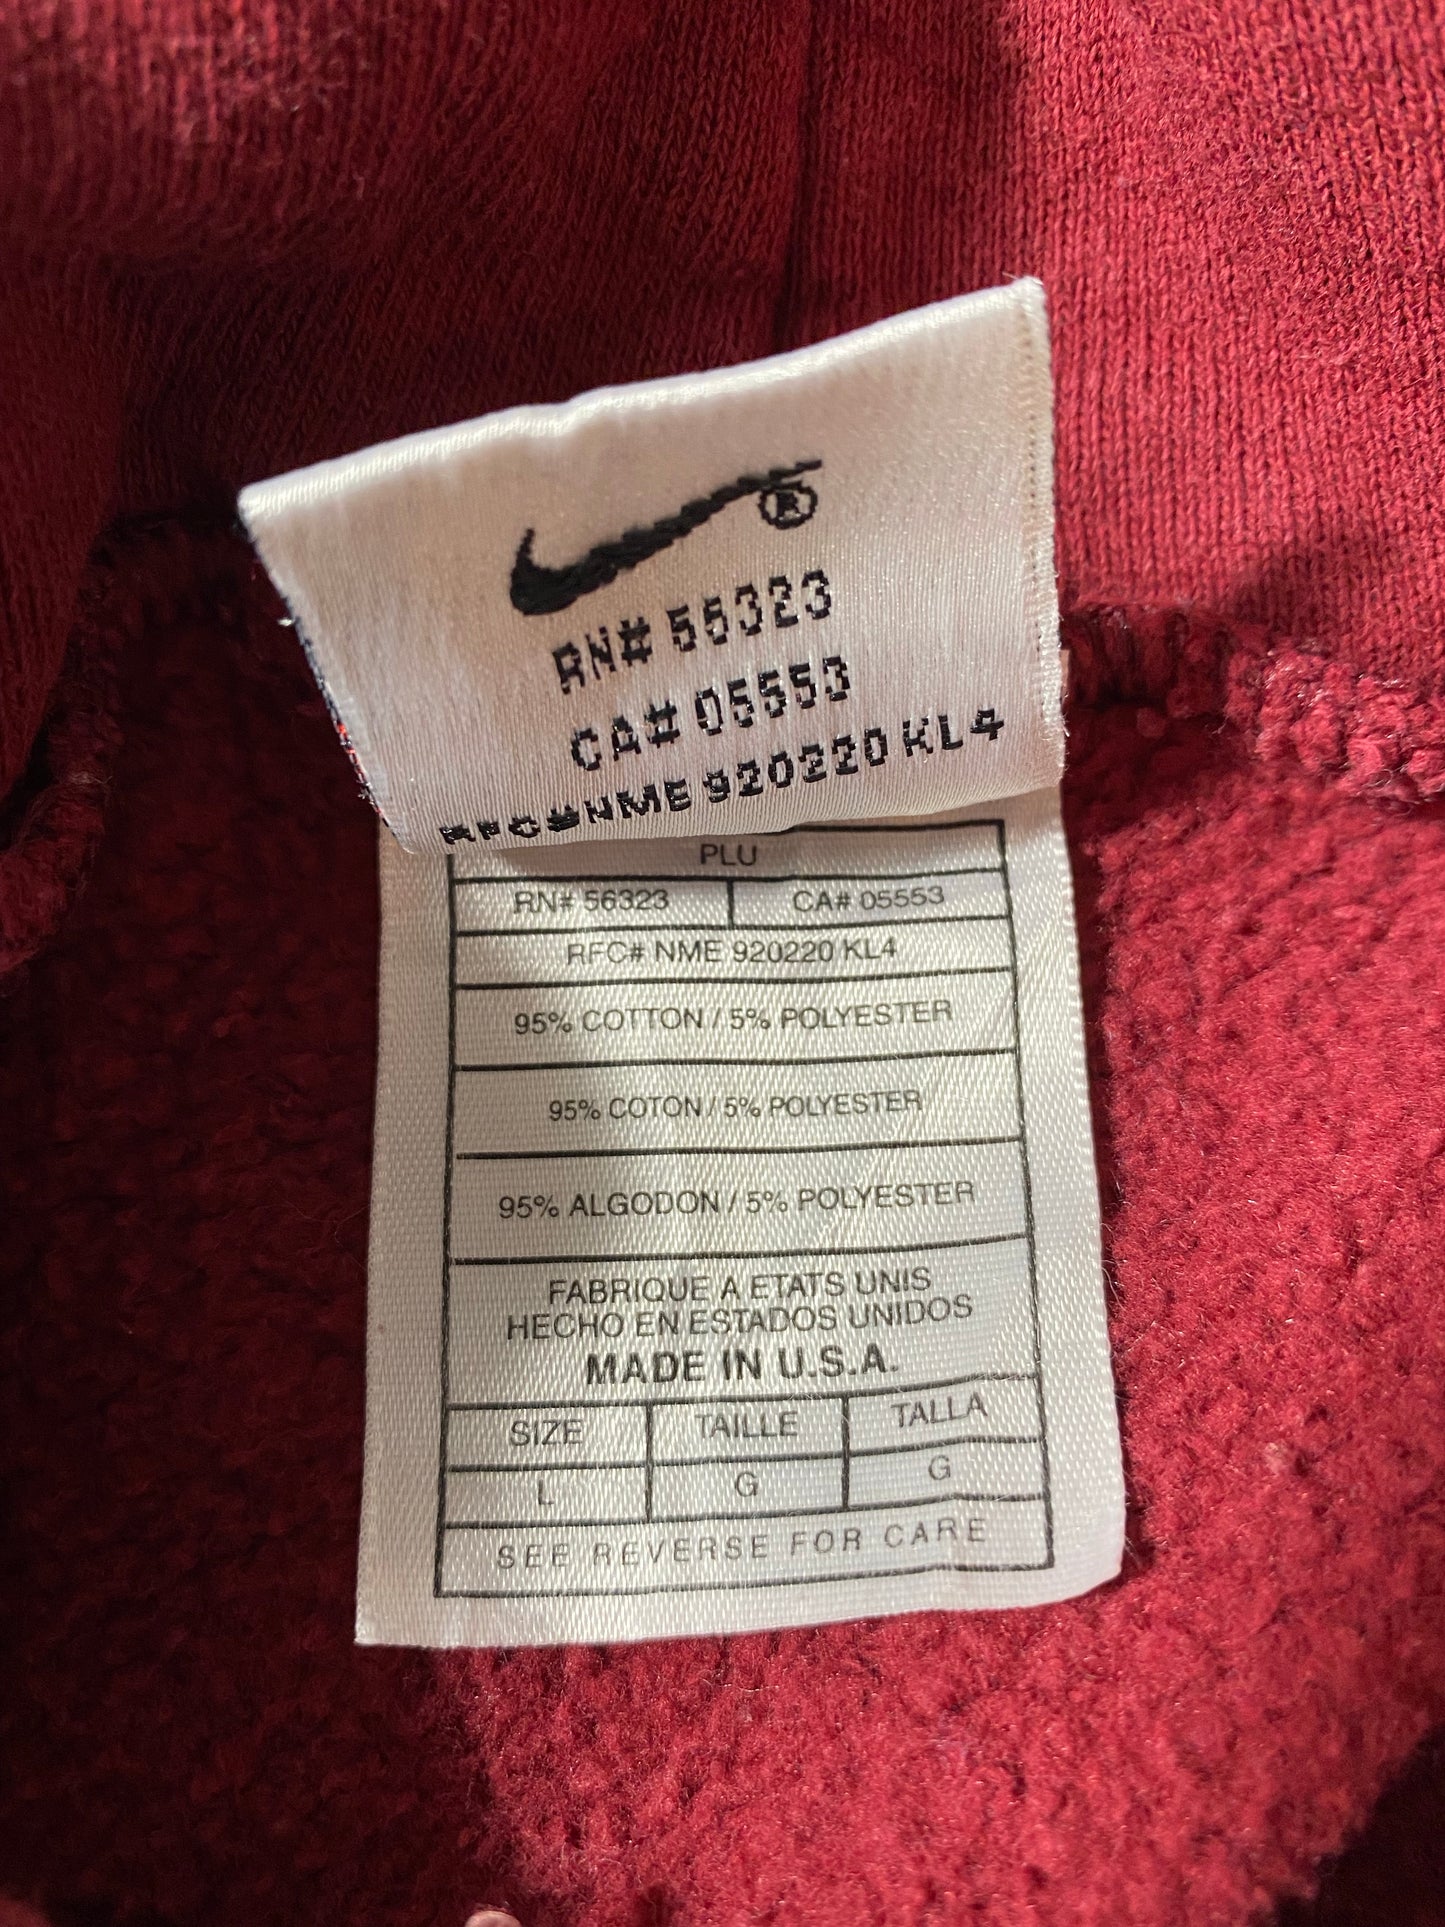 ®
RN# 56323
CA# 05553
RFC# NME 920220 KL4
PLU
RN# 56323 CA# 05553
RFC# NME 920220 KL4
95% COTTON / 5% POLYESTER
95% COTON / 5% POLYESTER
95% ALGODON / 5% POLYESTER
FABRIQUE A ETATS UNIS
HECHO EN ESTADOS UNIDOS
MADE IN U.S.A.
SIZE TAILLE TALLA
L G G
SEE REVERSE FOR CARE